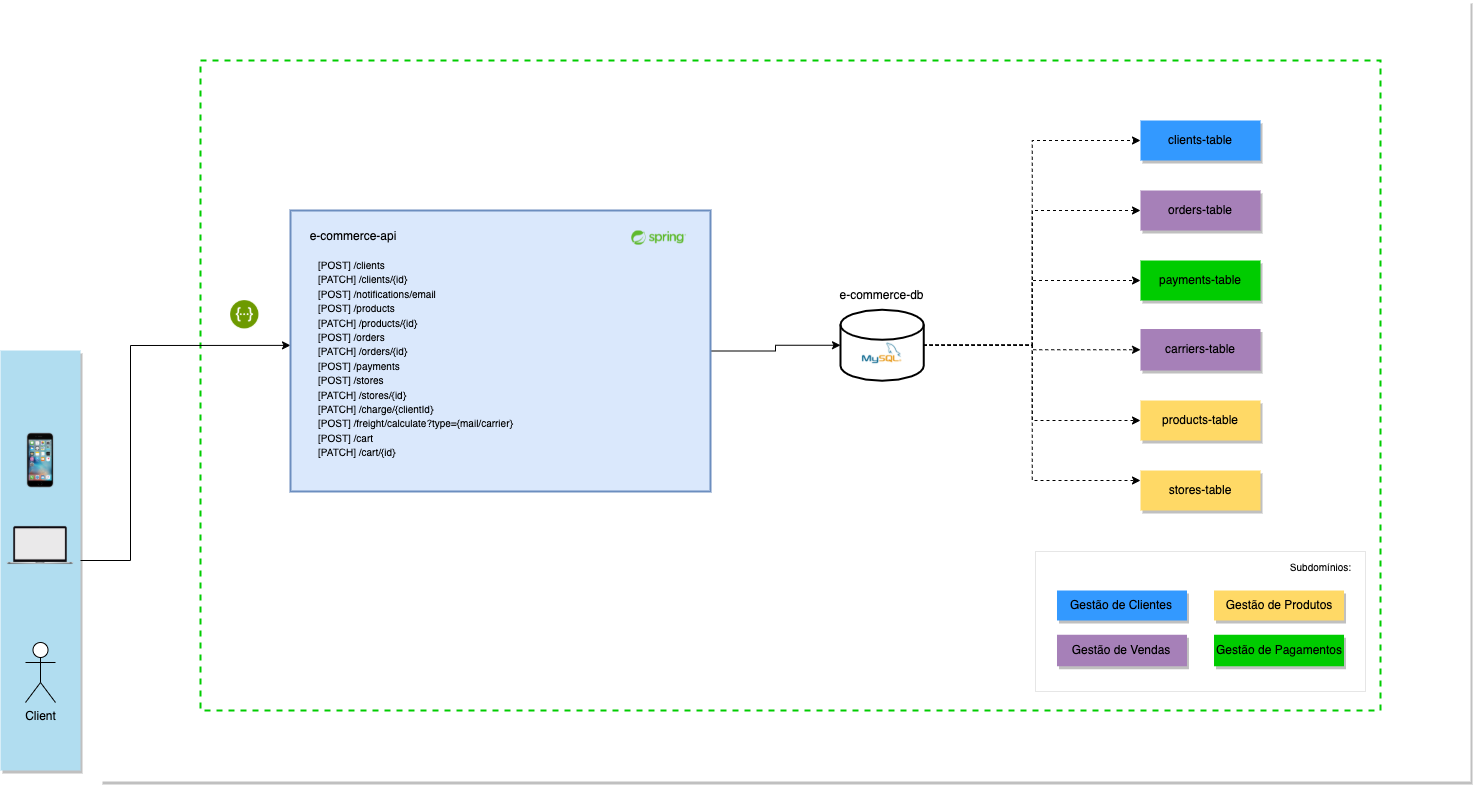 e-commerce-api
spring
[POST] /clients
[PATCH] /clients/{id}
[POST] /notifications/email
[POST] /products
[PATCH] /products/{id}
[POST] /orders
[PATCH] /orders/{id}
[POST] /payments
[POST] /stores
[PATCH] /stores/{id}
[PATCH] /charge/{clientId}
[POST] /freight/calculate?type={mail/carrier}
[POST] /cart
[PATCH] /cart/{id}
{...}
Client
e-commerce-db
MySQL
clients-table
orders-table
payments-table
carriers-table
products-table
stores-table
Subdomínios:
Gestão de Clientes
Gestão de Produtos
Gestão de Vendas
Gestão de Pagamentos